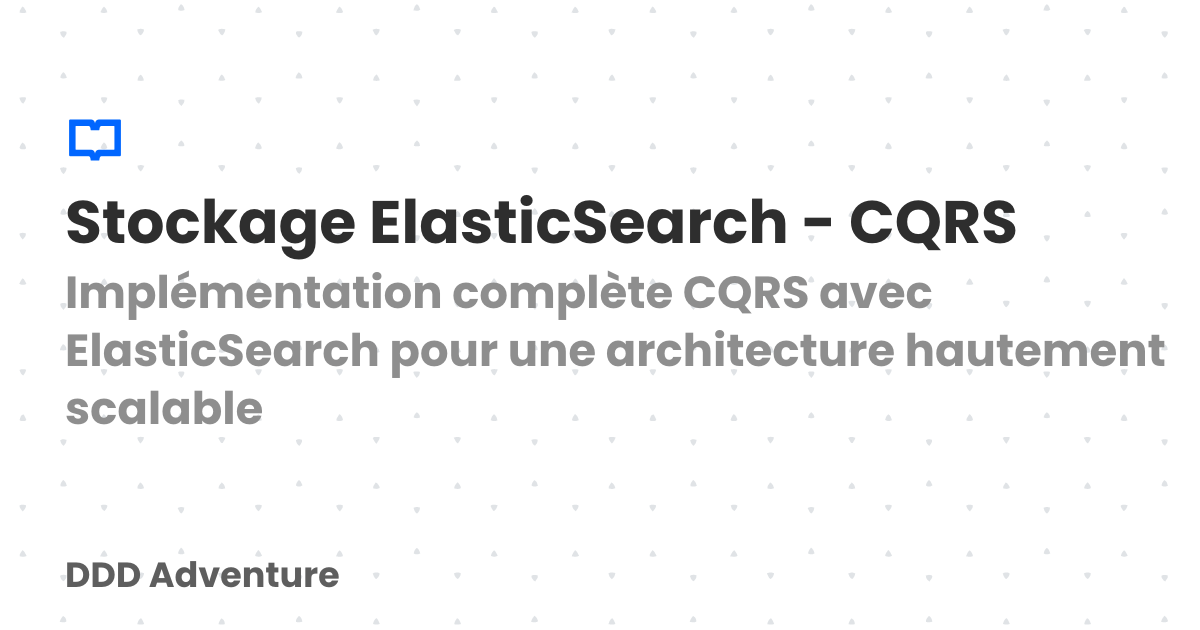 Stockage ElasticSearch - CQRS
Implémentation complète CQRS avec
ElasticSearch pour une architecture hautement
scalable
DDD Adventure